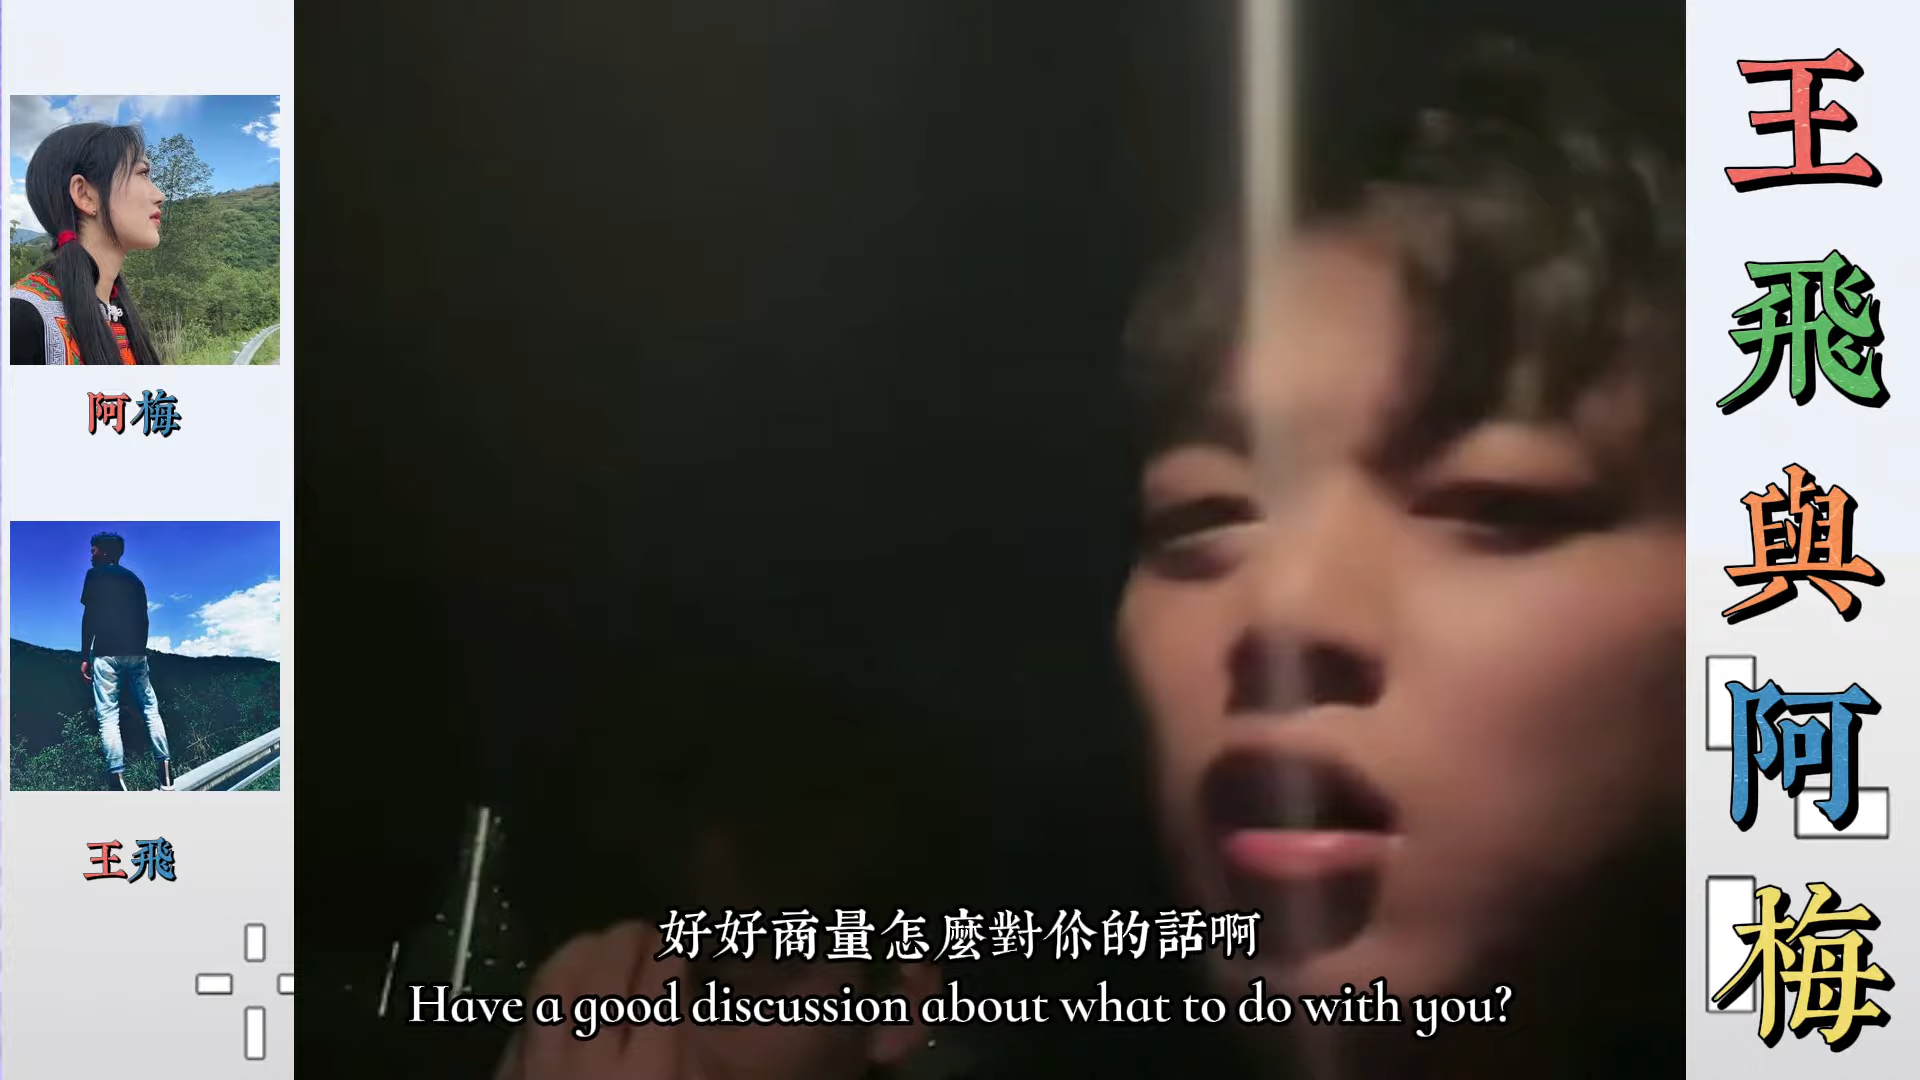 阿梅
王飛
好好商量怎麼對你的話啊
Have a good discussion about what to do with you?
王飛與阿梅